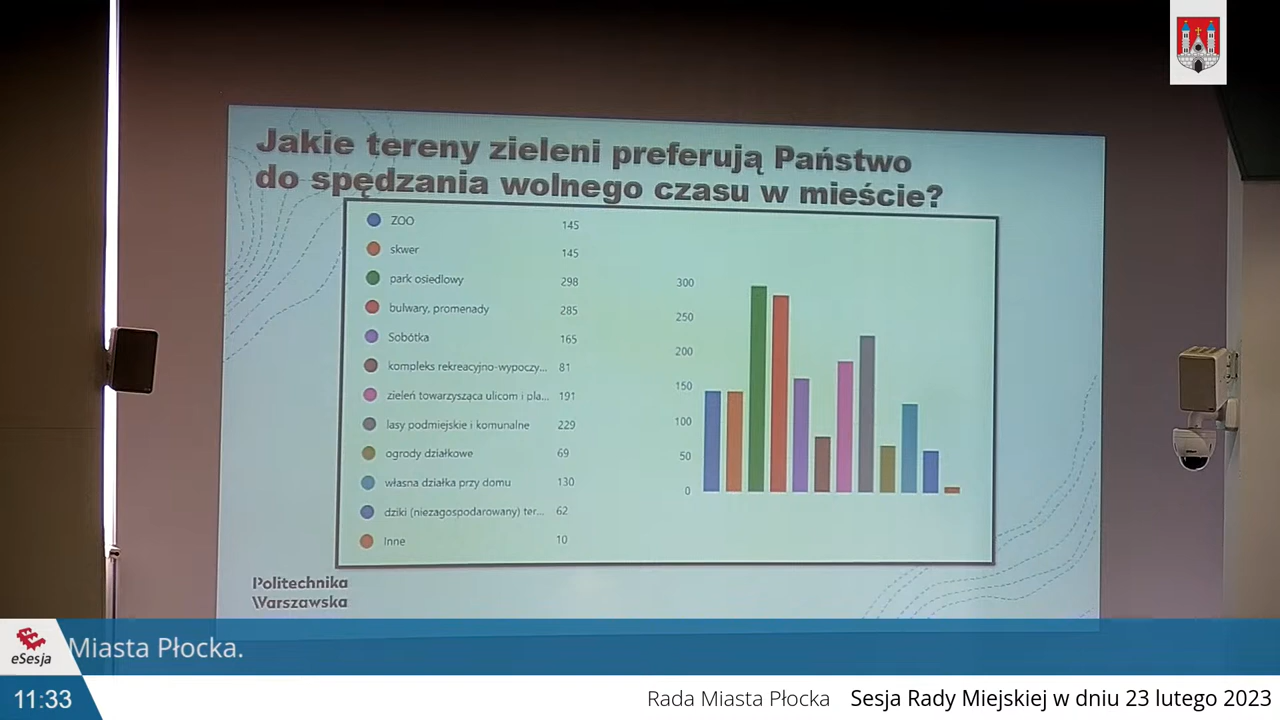 Jakie tereny zieleni preferują Państwo
do spędzania wolnego czasu w mieście?
ZOO 145
skwer 145
park osiedlowy 298
bulwary, promenady 285
Sobótka 165
kompleks rekreacyjno-wypoczy... 81
zieleń towarzysząca ulicom i pla... 191
lasy podmiejskie i komunalne 229
ogrody działkowe 69
własna działka przy domu 130
dziki (niezagospodarowany) ter... 62
Inne 10
300
250
200
150
100
50
0
Politechnika
Warszawska
eSesja
Miasta Płocka.
11:33
Rada Miasta Płocka Sesja Rady Miejskiej w dniu 23 lutego 2023